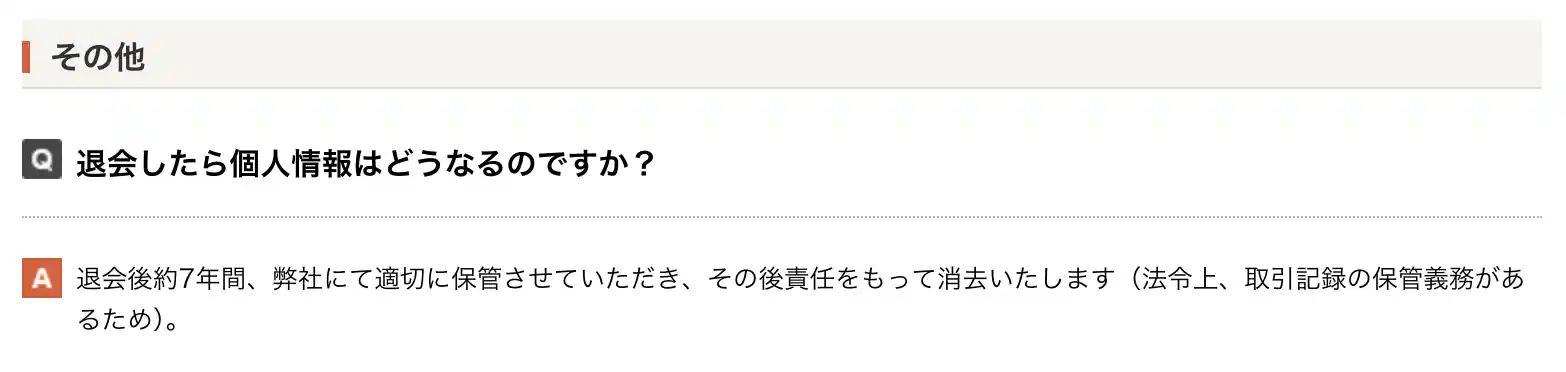 その他
Q 退会したら個人情報はどうなるのですか？
A 退会後約7年間、弊社にて適切に保管させていただき、その後責任をもって消去いたします（法令上、取引記録の保管義務があ
るため）。